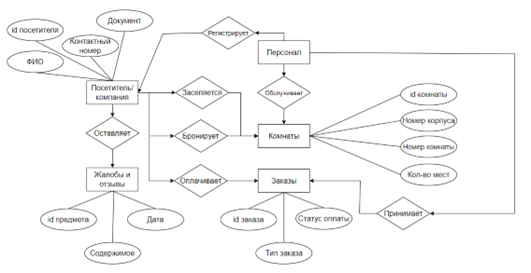 Документ
id посетителя
Контактный
номер
ФИО
Регистрирует
Персонал
Посетитель/
компания
Заселяется
Обслуживает
id комнаты
Номер корпуса
Оставляет
Бронирует
Комнаты
Номер комнаты
Кол-во мест
Жалобы и
отзывы
Оплачивает
Заказы
id предмета
Дата
id заказа
Статус оплаты
Принимает
Содержимое
Тип заказа